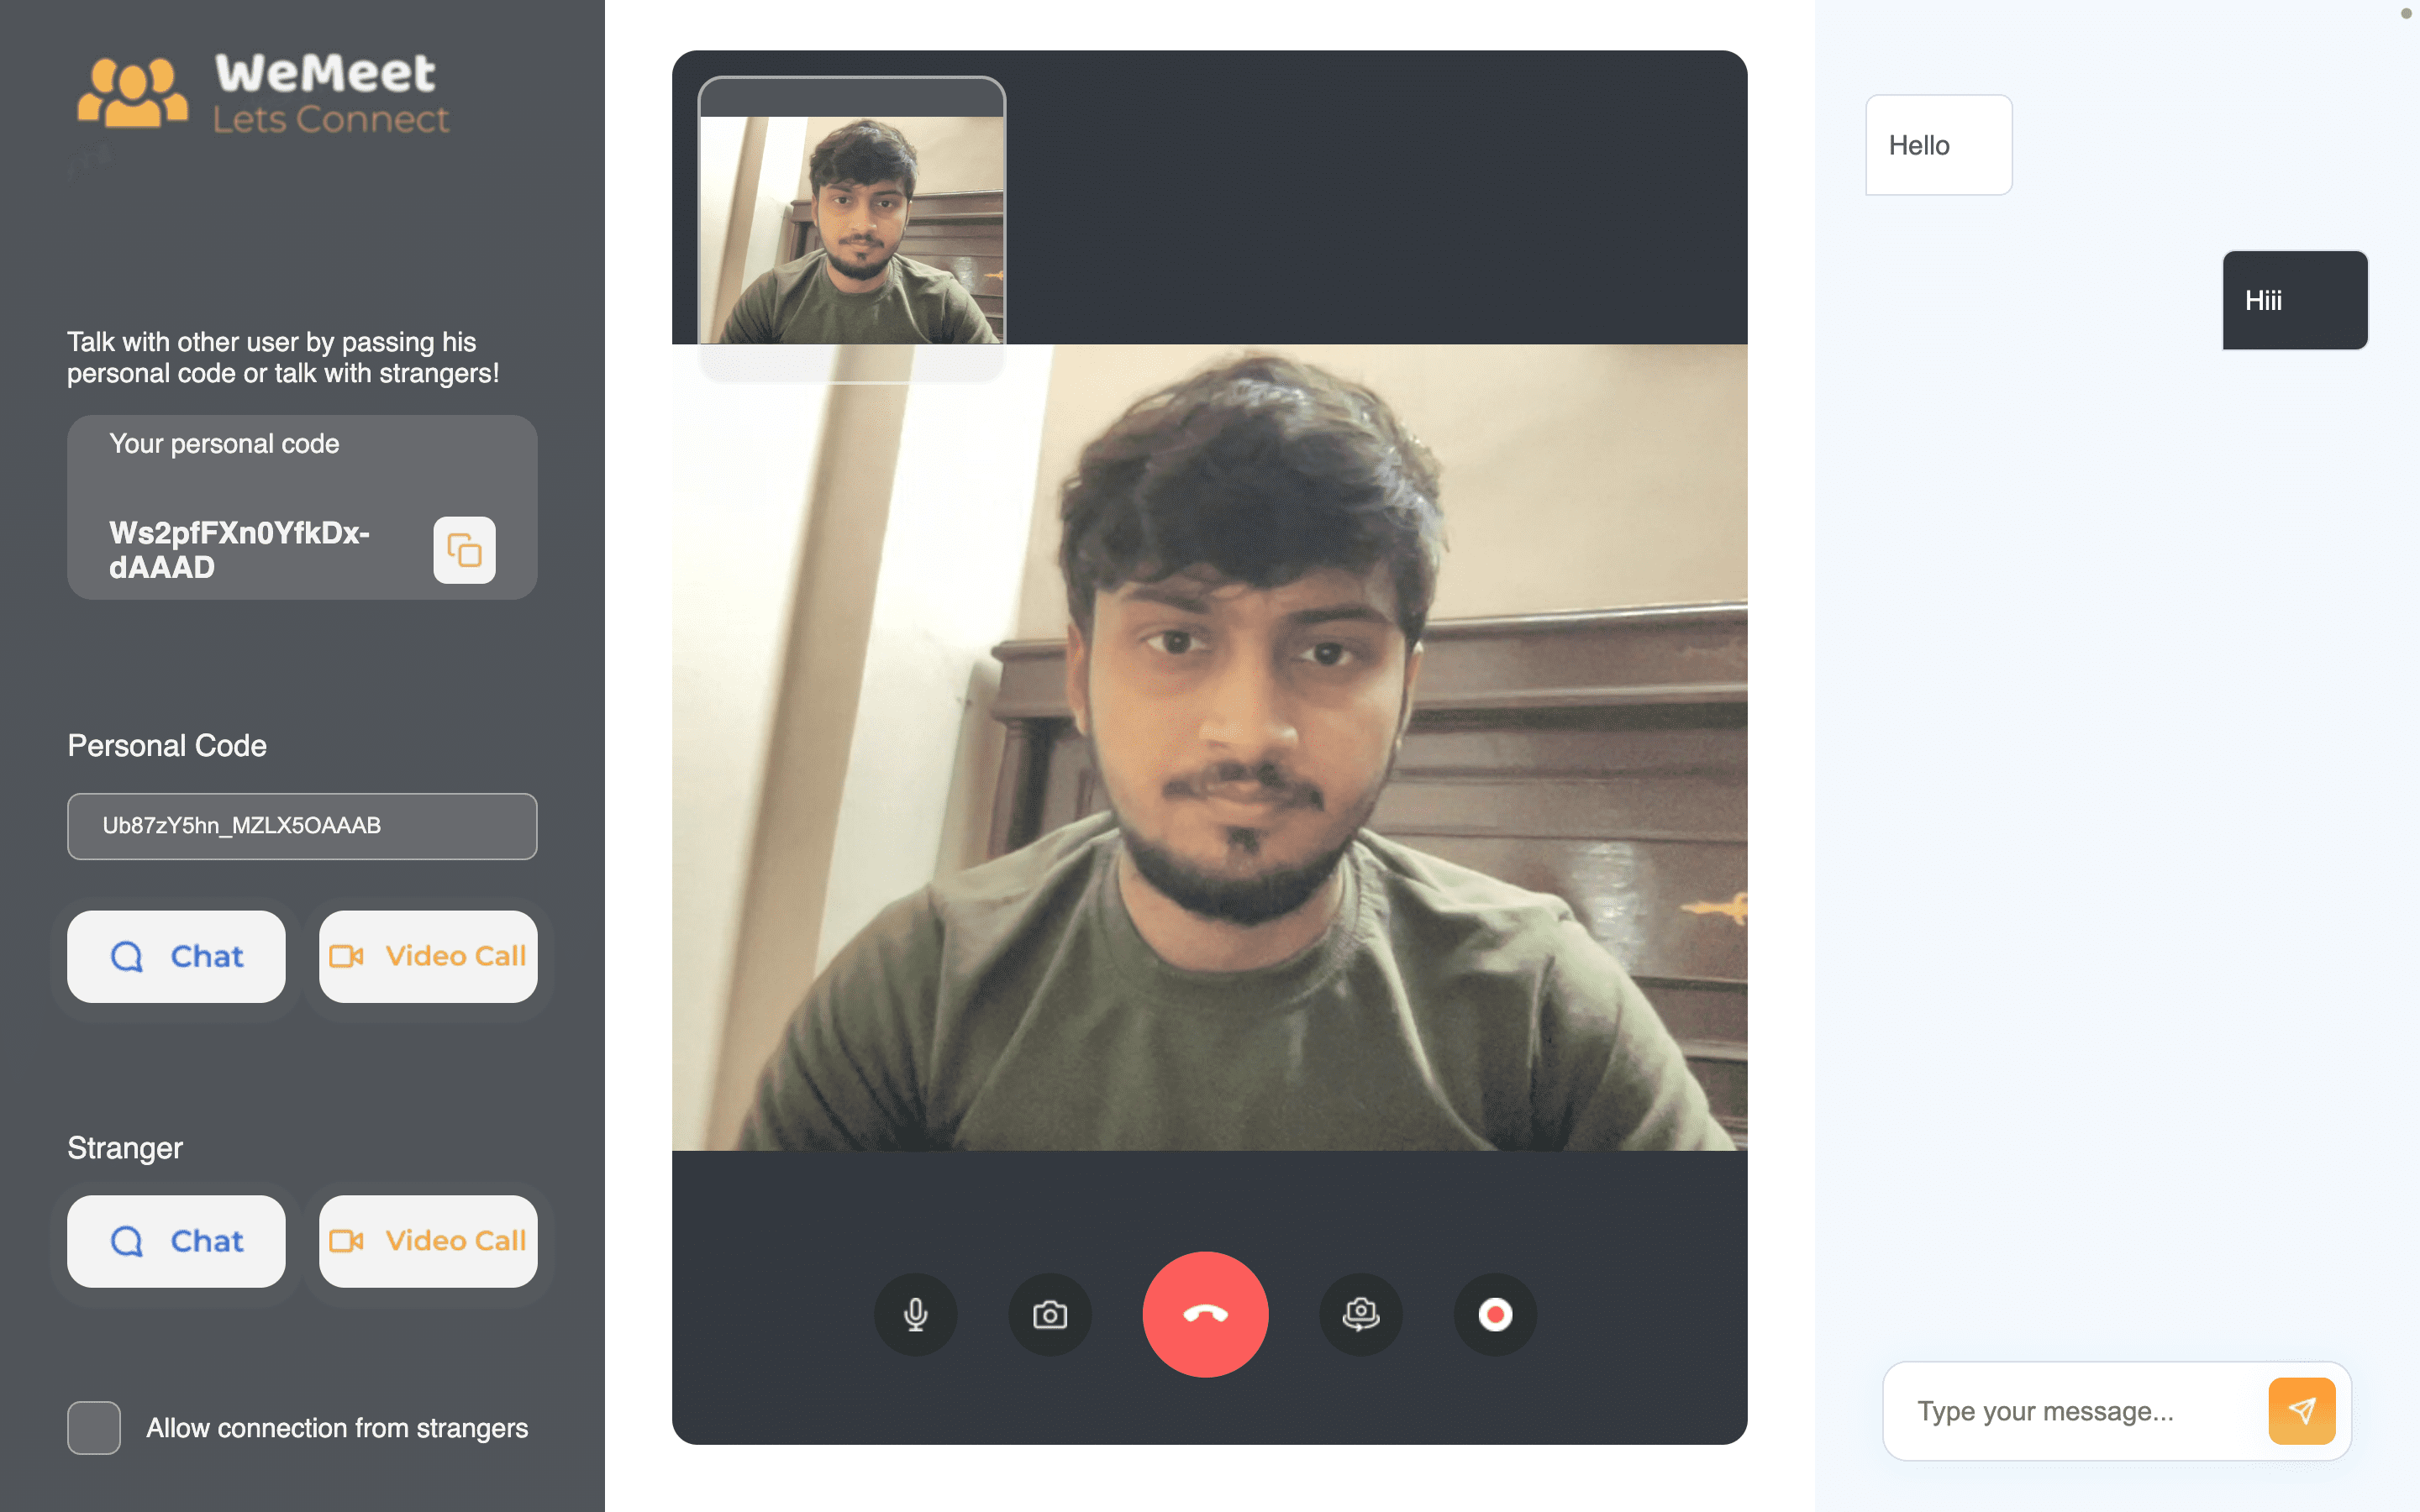 WeMeet
Lets Connect
Talk with other user by passing his
personal code or talk with strangers!
Your personal code
Ws2pfFXn0YfkDx-
dAAAD
Personal Code
Ub87zY5hn_MZLX5OAAAB
Chat
Video Call
Stranger
Chat
Video Call
Allow connection from strangers
Hello
Hiii
Type your message...